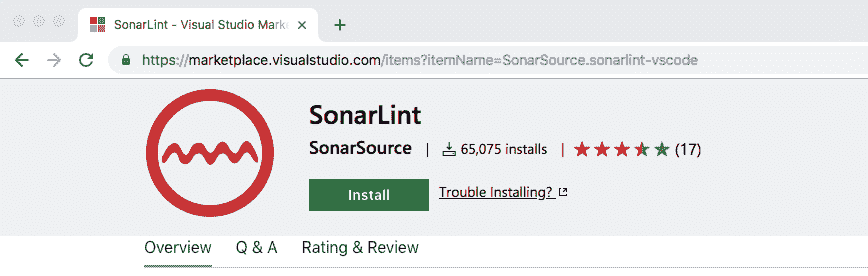 SonarLint - Visual Studio Mark
https://marketplace.visualstudio.com/items?itemName=SonarSource.sonarlint-vscode
SonarLint
SonarSource | 65,075 installs | (17)
Install Trouble Installing?
Overview Q & A Rating & Review